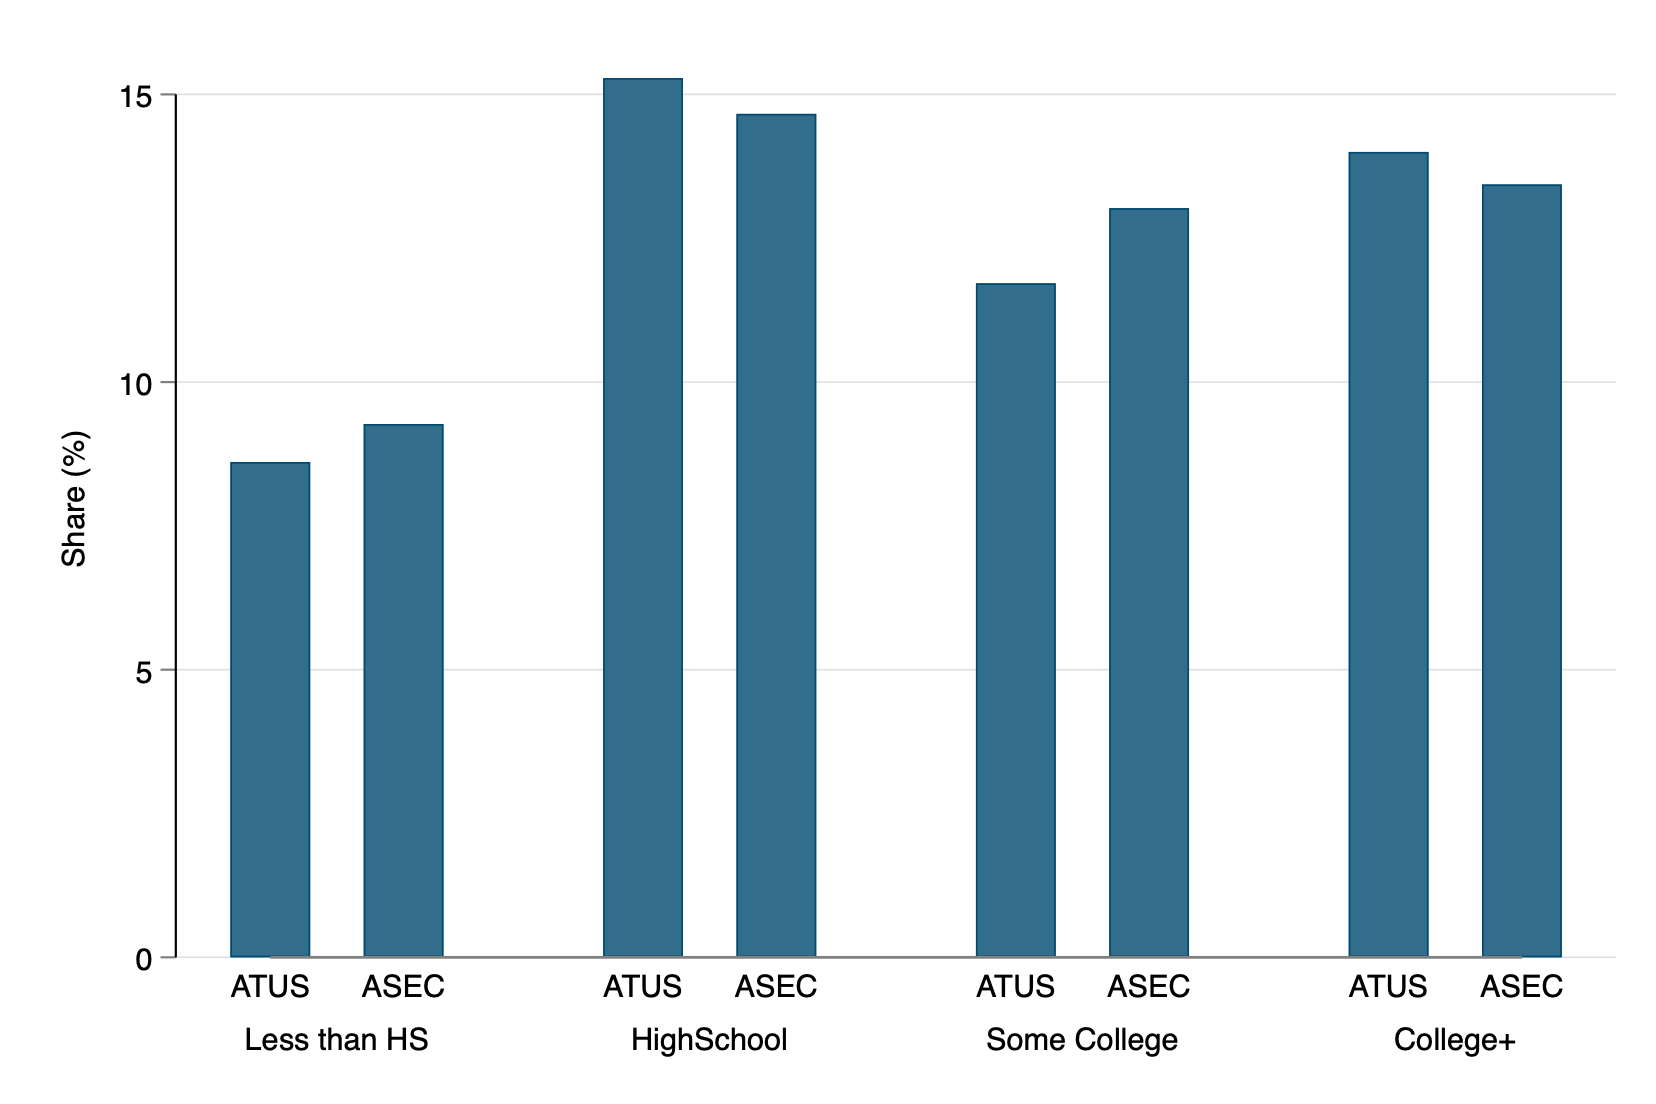 Share (%)
15
10
5
0
ATUS ASEC ATUS ASEC ATUS ASEC ATUS ASEC
Less than HS HighSchool Some College College+